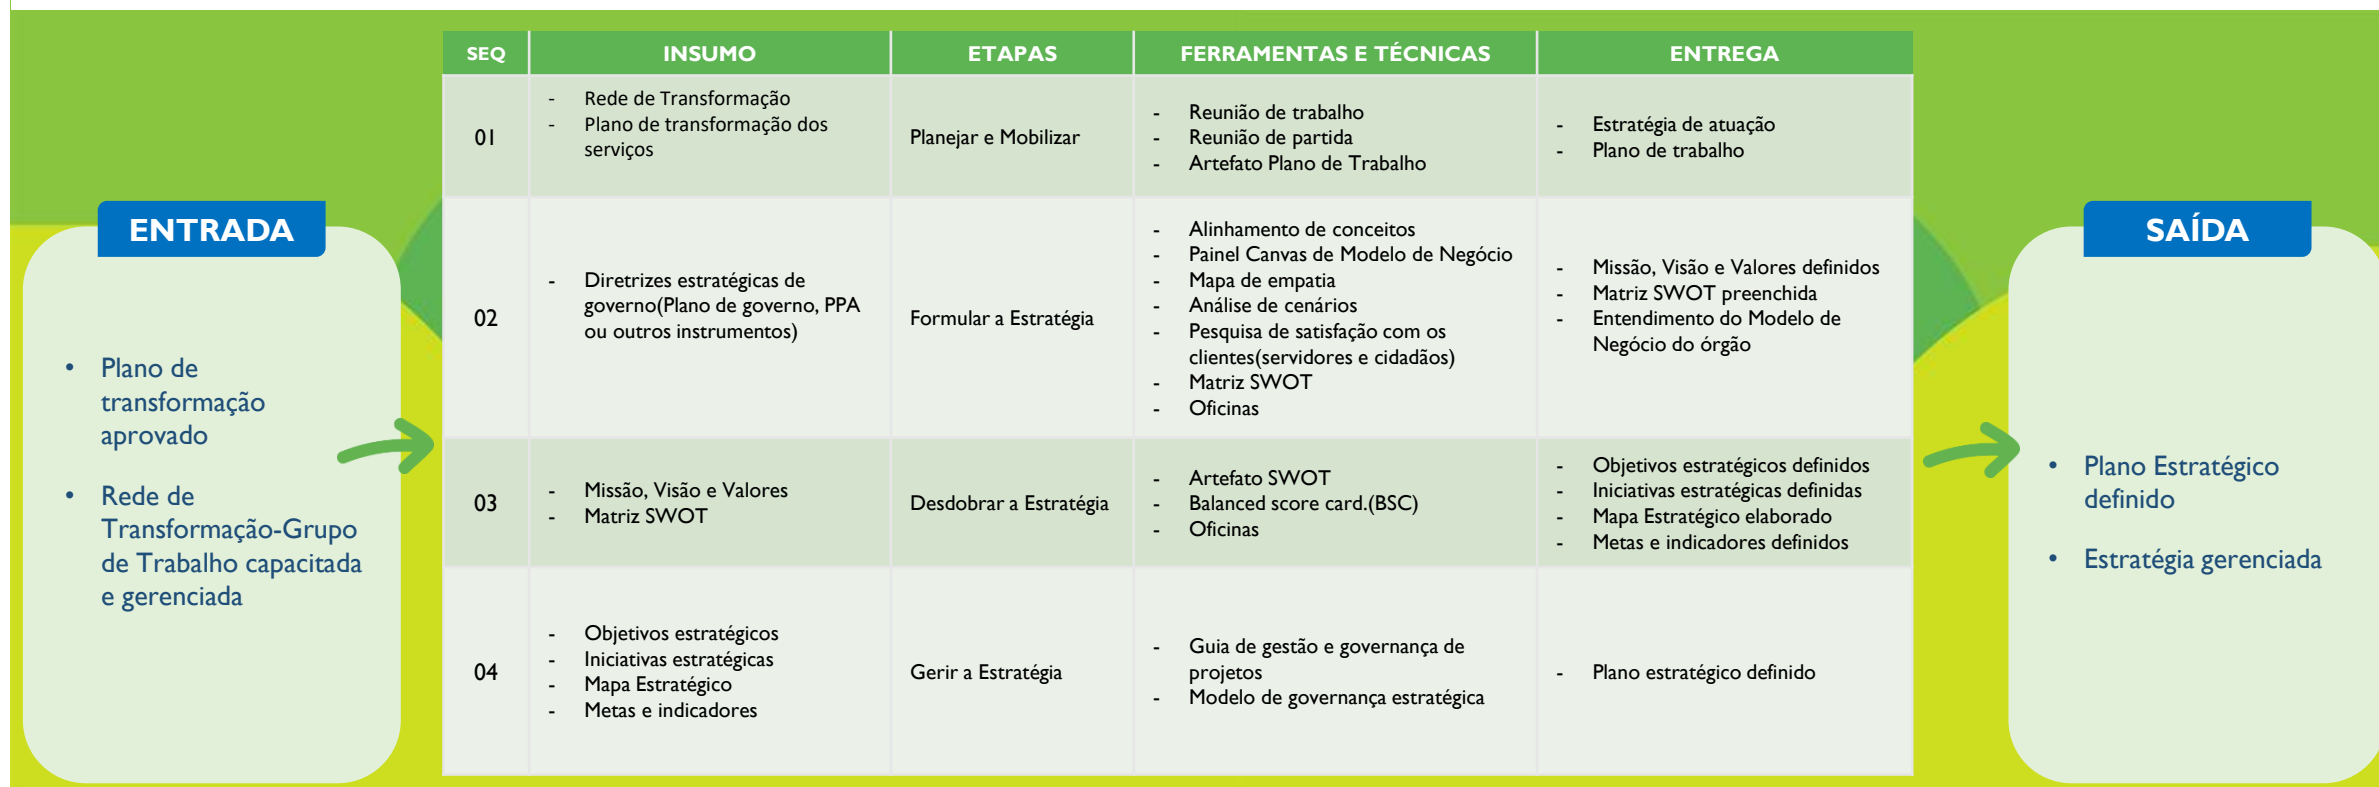 ENTRADA
• Plano de
transformação
aprovado
• Rede de
Transformação-Grupo
de Trabalho capacitada
e gerenciada
SEQ
INSUMO
ETAPAS
FERRAMENTAS E TÉCNICAS
ENTREGA
01
- Rede de Transformação
- Plano de transformação dos
serviços
Planejar e Mobilizar
- Reunião de trabalho
- Reunião de partida
- Artefato Plano de Trabalho
- Estratégia de atuação
- Plano de trabalho
02
- Diretrizes estratégicas de
governo(Plano de governo, PPA
ou outros instrumentos)
Formular a Estratégia
- Alinhamento de conceitos
- Painel Canvas de Modelo de Negócio
- Mapa de empatia
- Análise de cenários
- Pesquisa de satisfação com os
clientes(servidores e cidadãos)
- Matriz SWOT
- Oficinas
- Missão, Visão e Valores definidos
- Matriz SWOT preenchida
- Entendimento do Modelo de
Negócio do órgão
03
- Missão, Visão e Valores
- Matriz SWOT
Desdobrar a Estratégia
- Artefato SWOT
- Balanced score card.(BSC)
- Oficinas
- Objetivos estratégicos definidos
- Iniciativas estratégicas definidas
- Mapa Estratégico elaborado
- Metas e indicadores definidos
04
- Objetivos estratégicos
- Iniciativas estratégicas
- Mapa Estratégico
- Metas e indicadores
Gerir a Estratégia
- Guia de gestão e governança de
projetos
- Modelo de governança estratégica
- Plano estratégico definido
SAÍDA
• Plano Estratégico
definido
• Estratégia gerenciada